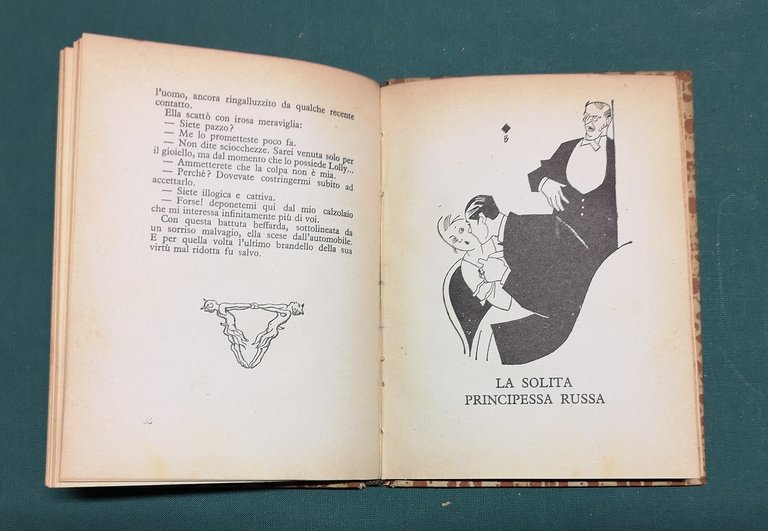 l'uomo, ancora ringalluzzito da qualche recente
contatto.
Ella scattò con irosa meraviglia:
— Siete pazzo?
— Me lo prometteste poco fa.
— Non dite sciocchezze. Sarei venuta solo per
il gioiello, ma dal momento che lo possiede Lolly...
— Ammetterete che la colpa non è mia.
— Perchè? Dovevate costringermi subito ad
accettarlo.
— Siete illogica e cattiva.
— Forse! deponetemi qui dal mio calzolaio
che mi interessa infinitamente più di voi.
Con questa battuta beffarda, sottolineata da
un sorriso malvagio, ella scese dall'automobile.
E per quella volta l'ultimo brandello della sua
virtù mal ridotta fu salvo.
LA SOLITA
PRINCIPESSA RUSSA